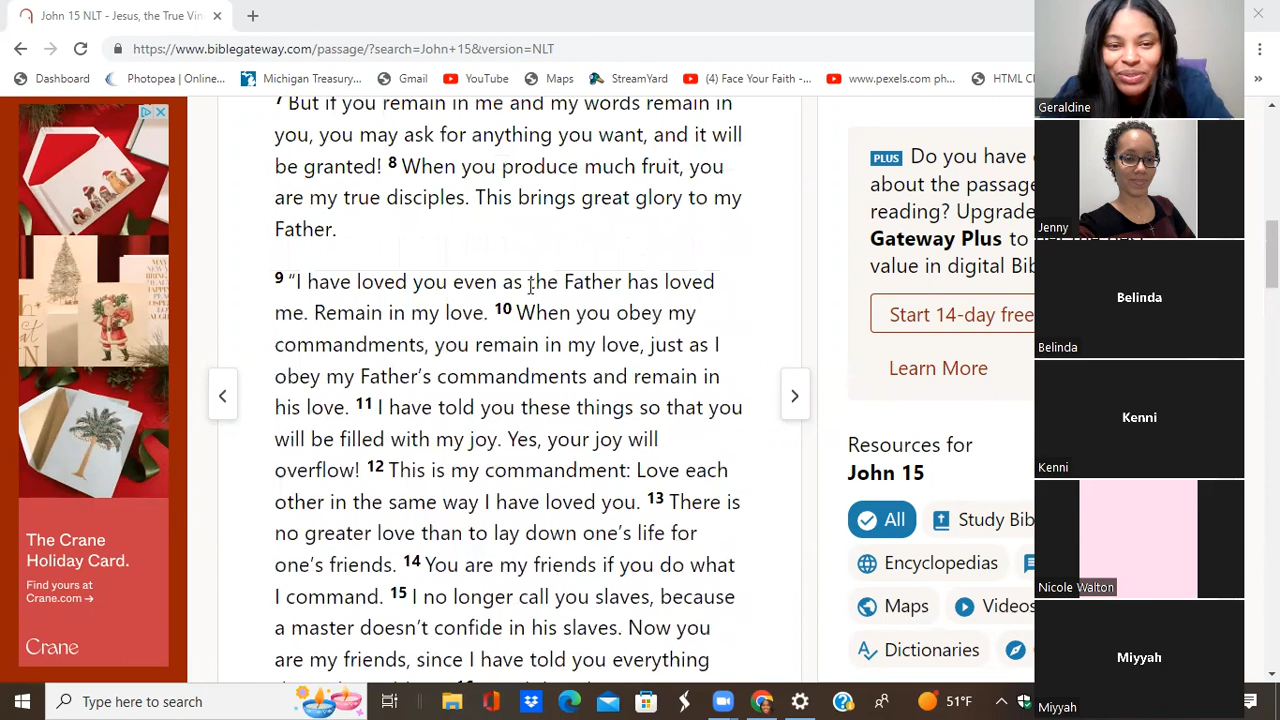 John 15 NLT - Jesus, the True Vin
https://www.biblegateway.com/passage/?search=John+15&version=NLT
Dashboard
Photopea | Online...
Michigan Treasury...
Gmail
YouTube
Maps
StreamYard
(4) Face Your Faith -...
www.pexels.com ph...
HTML C
»
7 But if you remain in me and my words remain in
you, you may ask for anything you want, and it will
be granted! 8 When you produce much fruit, you
are my true disciples. This brings great glory to my
Father.
9 “I have loved you even as the Father has loved
me. Remain in my love. 10 When you obey my
commandments, you remain in my love, just as I
obey my Father’s commandments and remain in
his love. 11 I have told you these things so that you
will be filled with my joy. Yes, your joy will
overflow! 12 This is my commandment: Love each
other in the same way I have loved you. 13 There is
no greater love than to lay down one’s life for
one’s friends. 14 You are my friends if you do what
I command. 15 I no longer call you slaves, because
a master doesn’t confide in his slaves. Now you
are my friends, since I have told you everything
The Crane
Holiday Card.
Find yours at
Crane.com →
Crane
PLUS Do you have
about the passage
reading? Upgrade
Gateway Plus to
value in digital Bib
Start 14-day free
Learn More
Resources for
John 15
All
Study Bib
Encyclopedias
Maps
Videos
Dictionaries
Geraldine
Jenny
Belinda
Belinda
Kenni
Kenni
Nicole Walton
Miyyah
Miyyah
Type here to search
51°F